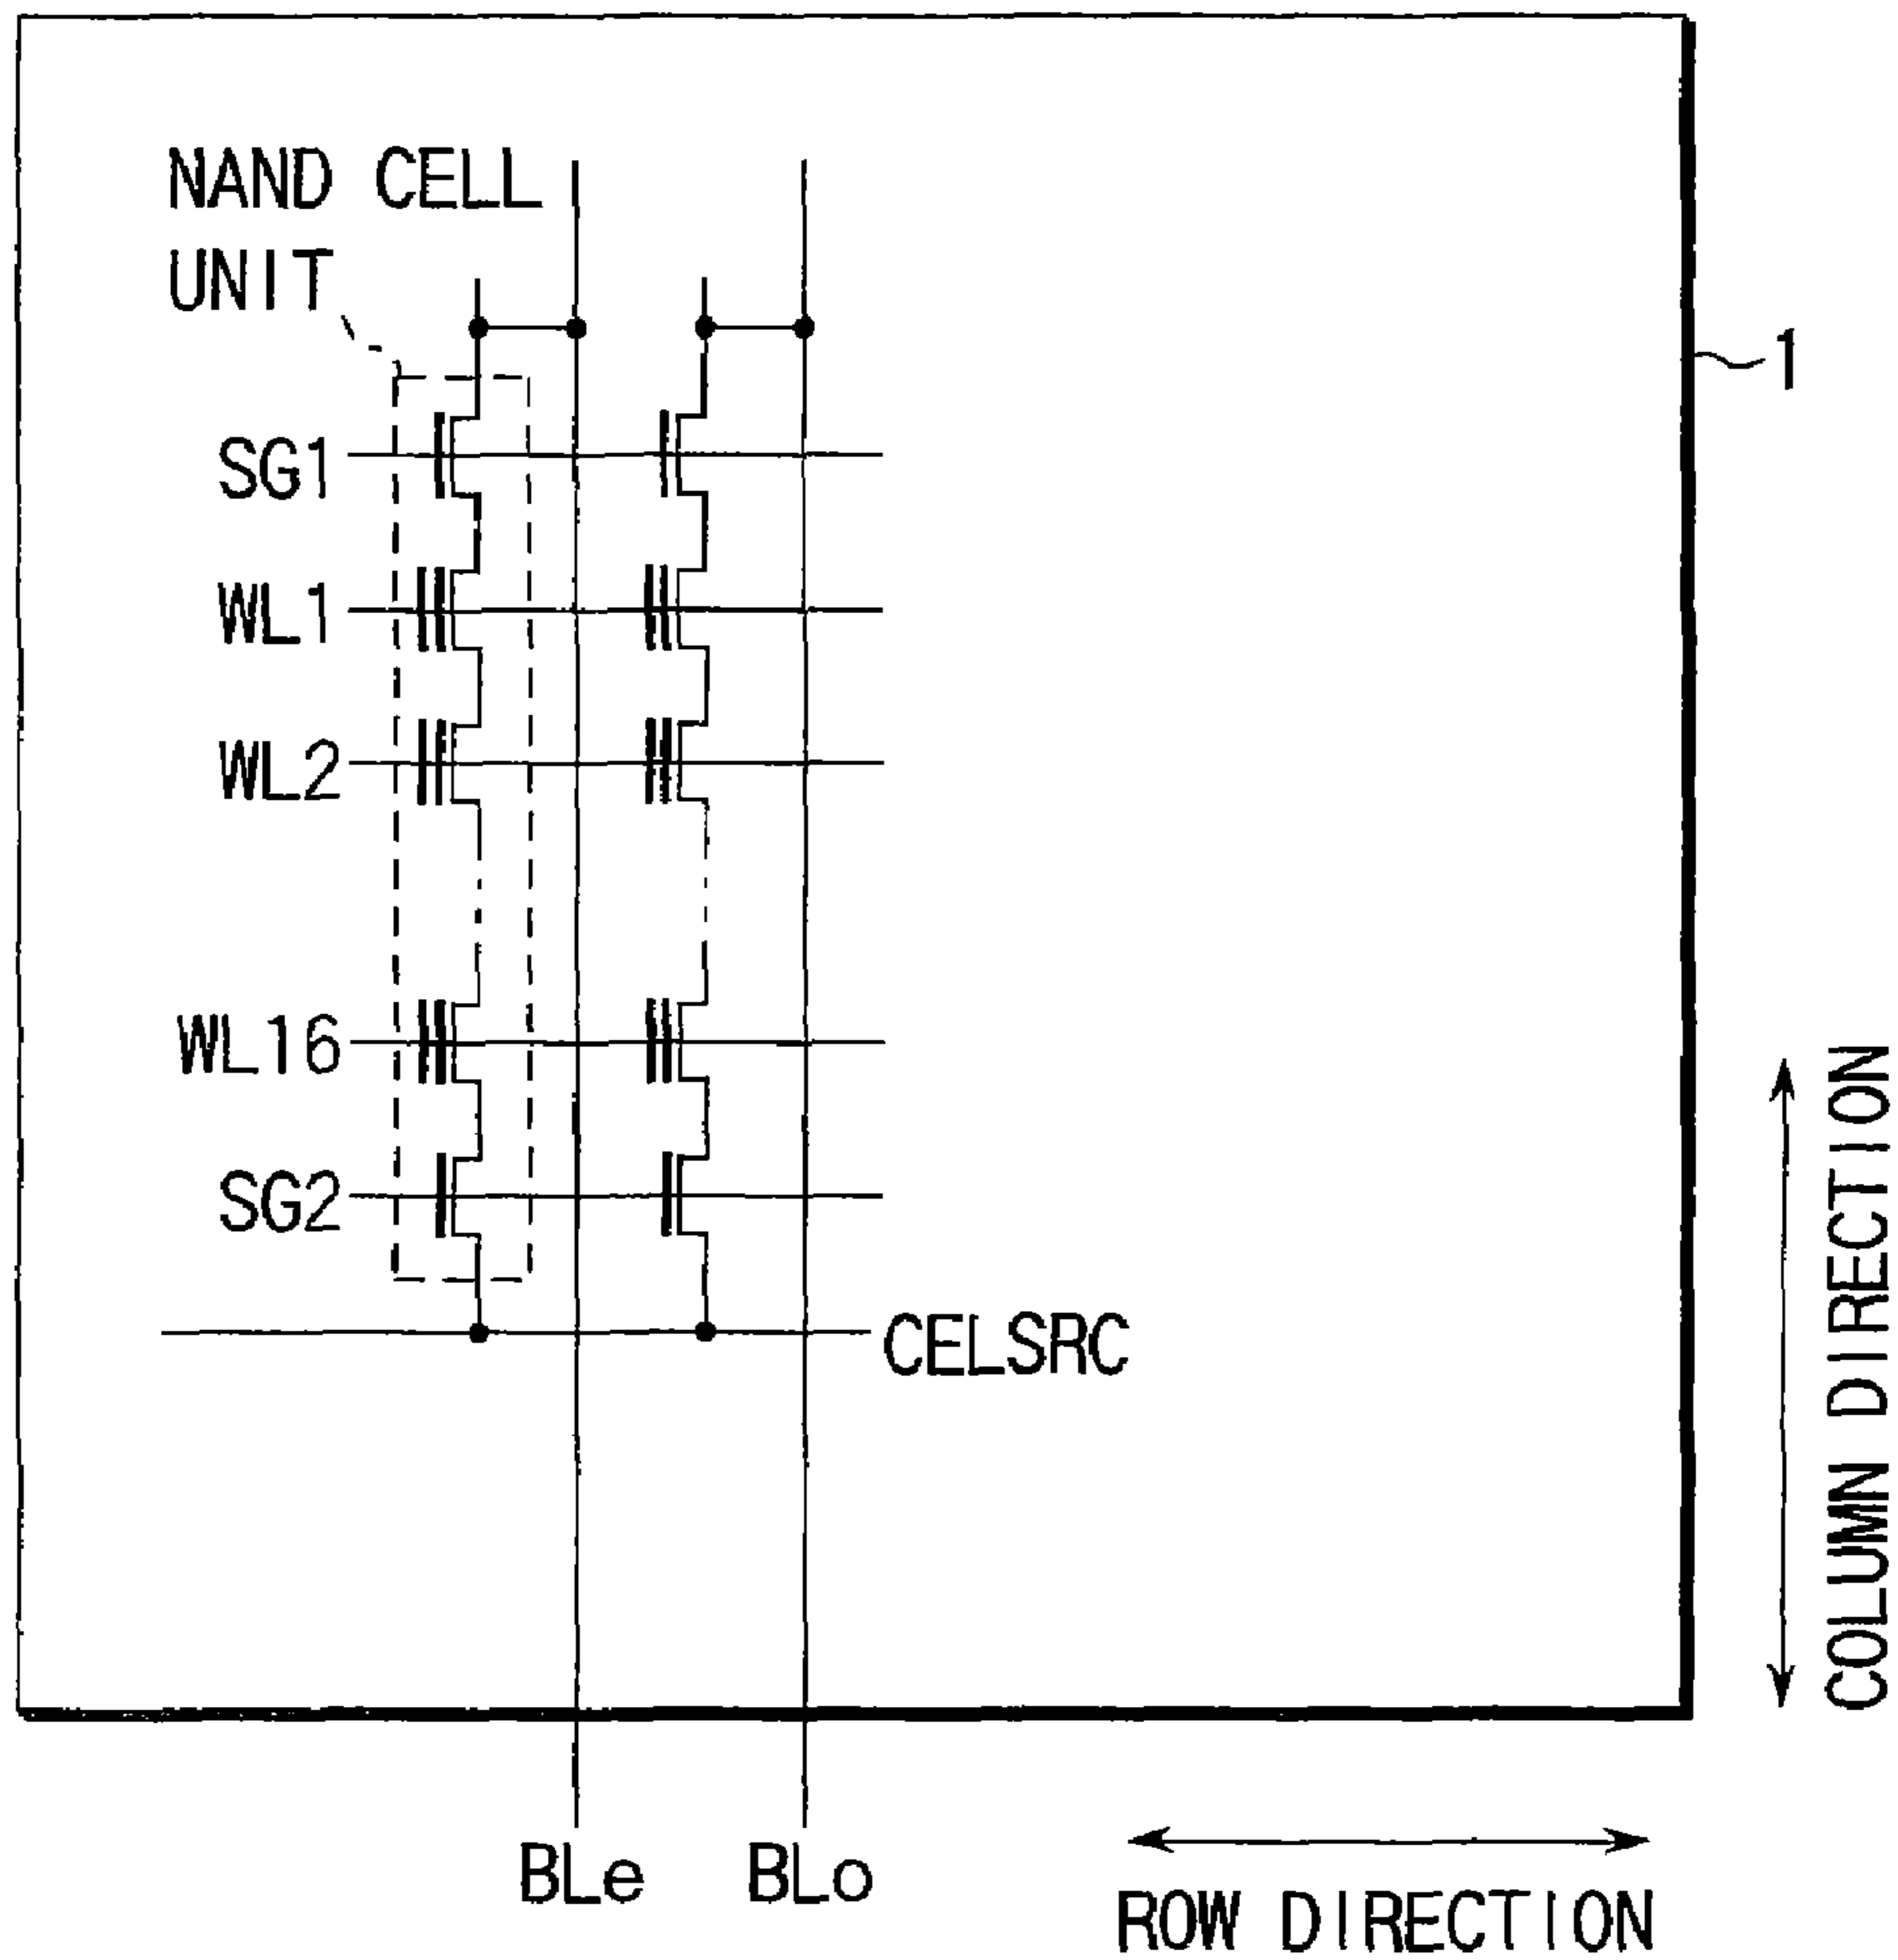 NAND CELL
UNIT
1
SG1
WL1
WL2
WL16
SG2
CELSRC
COLUMN DIRECTION
BLe
BLo
ROW DIRECTION